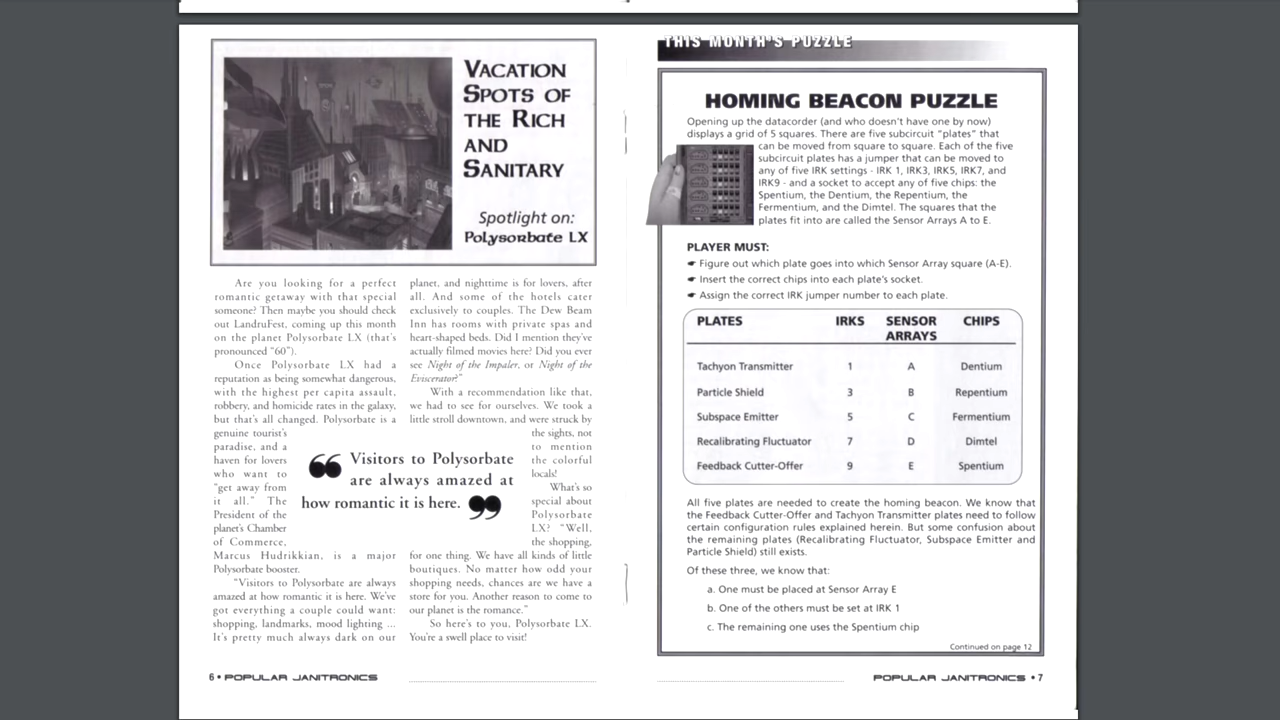 VACATION
SPOTS OF
THE RICH
AND
SANITARY
Spotlight on:
Polysorbate LX
Are you looking for a perfect
romantic getaway with that special
someone? Then maybe you should check
out LandruFest, coming up this month
on the planet Polysorbate LX (that's
pronounced "60").
Once Polysorbate LX had a
reputation as being somewhat dangerous,
with the highest per capita assault,
robbery, and homicide rates in the galaxy,
but that's all changed. Polysorbate is a
genuine tourist's
paradise, and a
haven for lovers
who want to
"get away from
it all." The
President of the
planet's Chamber
of Commerce,
Marcus Hudrikkian, is a major
Polysorbate booster.
"Visitors to Polysorbate are always
amazed at how romantic it is here. We've
got everything a couple could want:
shopping, landmarks, mood lighting ...
It's pretty much always dark on our
“ Visitors to Polysorbate
are always amazed at
how romantic it is here. ”
planet, and nighttime is for lovers, after
all. And some of the hotels cater
exclusively to couples. The Dew Beam
Inn has rooms with private spas and
heart-shaped beds. Did I mention they've
actually filmed movies here? Did you ever
see Night of the Impaler, or Night of the
Eviscerator?"
With a recommendation like that,
we had to see for ourselves. We took a
little stroll downtown, and were struck by
the sights, not
to mention
the colorful
locals!
What's so
special about
Polysorbate
LX? "Well,
the shopping,
for one thing. We have all kinds of little
boutiques. No matter how odd your
shopping needs, chances are we have a
store for you. Another reason to come to
our planet is the romance."
So here's to you, Polysorbate LX.
You're a swell place to visit!
6 • POPULAR JANITRONICS
THIS MONTH'S PUZZLE
HOMING BEACON PUZZLE
Opening up the datacorder (and who doesn't have one by now)
displays a grid of 5 squares. There are five subcircuit "plates" that
can be moved from square to square. Each of the five
subcircuit plates has a jumper that can be moved to
any of five IRK settings - IRK 1, IRK3, IRK5, IRK7, and
IRK9 - and a socket to accept any of five chips: the
Spentium, the Dentium, the Repentium, the
Fermentium, and the Dimtel. The squares that the
plates fit into are called the Sensor Arrays A to E.
PLAYER MUST:
☛ Figure out which plate goes into which Sensor Array square (A-E).
☛ Insert the correct chips into each plate's socket.
☛ Assign the correct IRK jumper number to each plate.
PLATES IRKS SENSOR ARRAYS CHIPS
Tachyon Transmitter 1 A Dentium
Particle Shield 3 B Repentium
Subspace Emitter 5 C Fermentium
Recalibrating Fluctuator 7 D Dimtel
Feedback Cutter-Offer 9 E Spentium
All five plates are needed to create the homing beacon. We know that
the Feedback Cutter-Offer and Tachyon Transmitter plates need to follow
certain configuration rules explained herein. But some confusion about
the remaining plates (Recalibrating Fluctuator, Subspace Emitter and
Particle Shield) still exists.
Of these three, we know that:
a. One must be placed at Sensor Array E
b. One of the others must be set at IRK 1
c. The remaining one uses the Spentium chip
Continued on page 12
POPULAR JANITRONICS • 7